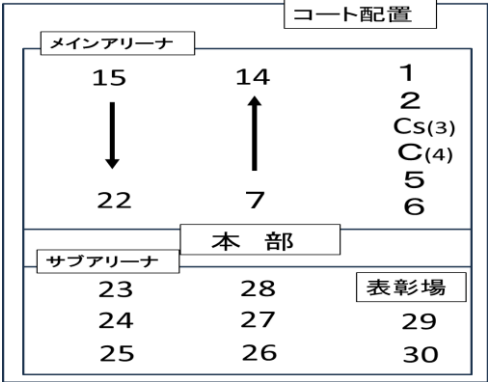 コート配置
メインアリーナ
15 14 1
2
Cs(3)
C(4)
5
22 7 6
本 部
サブアリーナ
表彰場
23 28
24 27 29
25 26 30